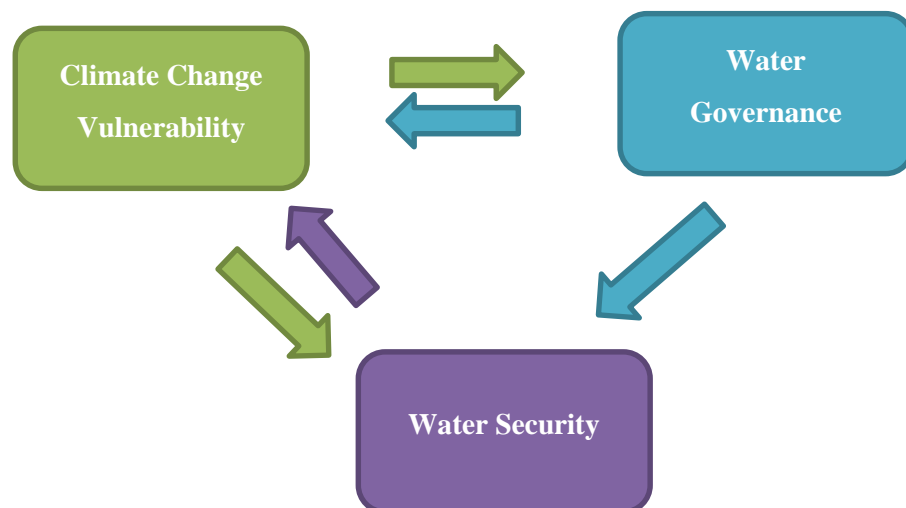 Climate Change
Vulnerability
Water
Governance
Water Security